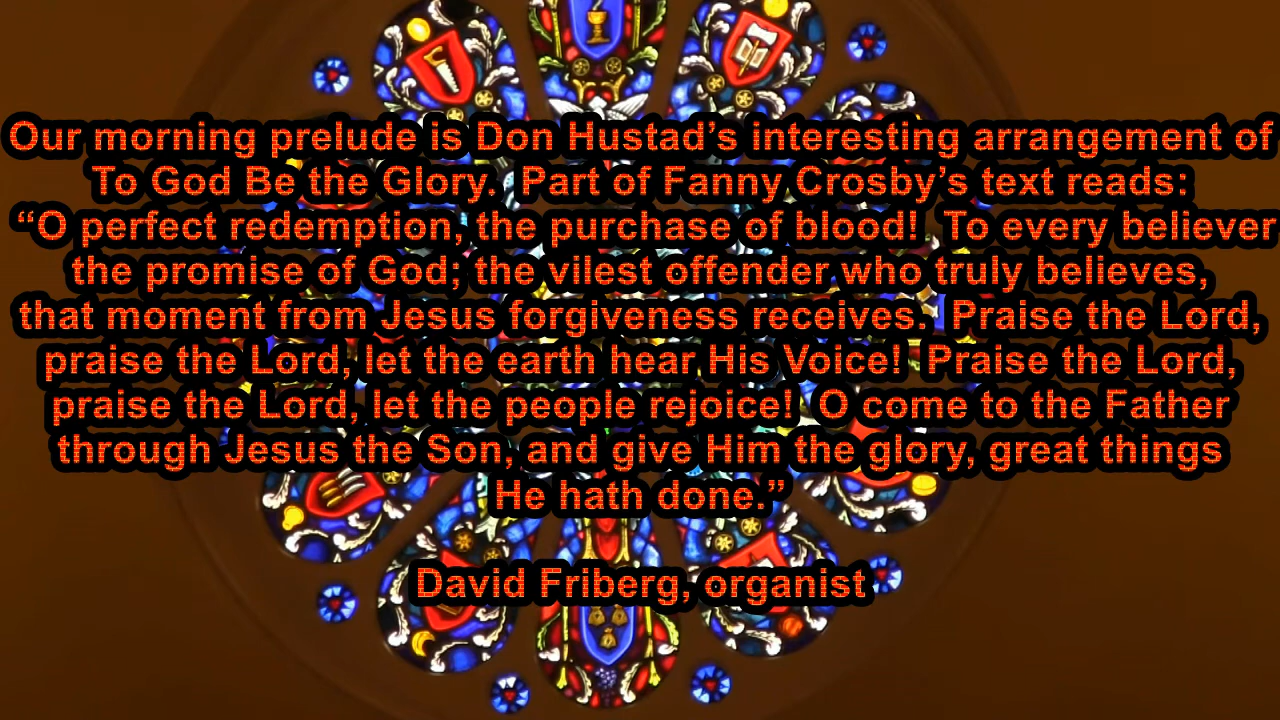 Our morning prelude is Don Hustad’s interesting arrangement of
To God Be the Glory.  Part of Fanny Crosby’s text reads:
“O perfect redemption, the purchase of blood!  To every believer
the promise of God; the vilest offender who truly believes,
that moment from Jesus forgiveness receives.  Praise the Lord,
praise the Lord, let the earth hear His Voice!  Praise the Lord,
praise the Lord, let the people rejoice!  O come to the Father
through Jesus the Son, and give Him the glory, great things
He hath done.”
David Friberg, organist